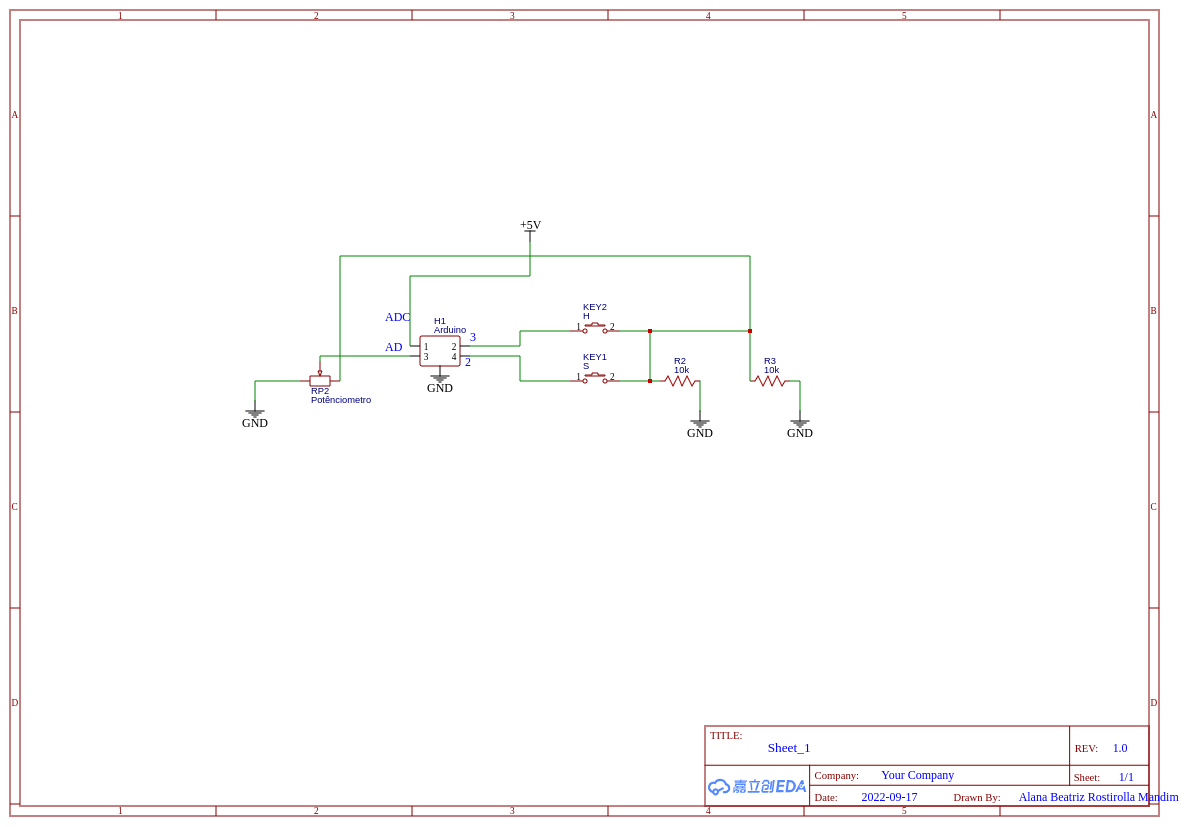 1 2 3 4 5
A A
+5V
KEY2
H
1 2
B B
ADC
H1
Arduino
3
AD
1 2
3 4
2
KEY1
S
1 2
R2
10k
R3
10k
GND
RP2
Potênciometro
GND
GND
GND
C C
D D
TITLE:
Sheet_1
REV: 1.0
嘉立创EDA
Company: Your Company
Sheet: 1/1
Date: 2022-09-17
Drawn By: Alana Beatriz Rostirolla Mandim
1 2 3 4 5